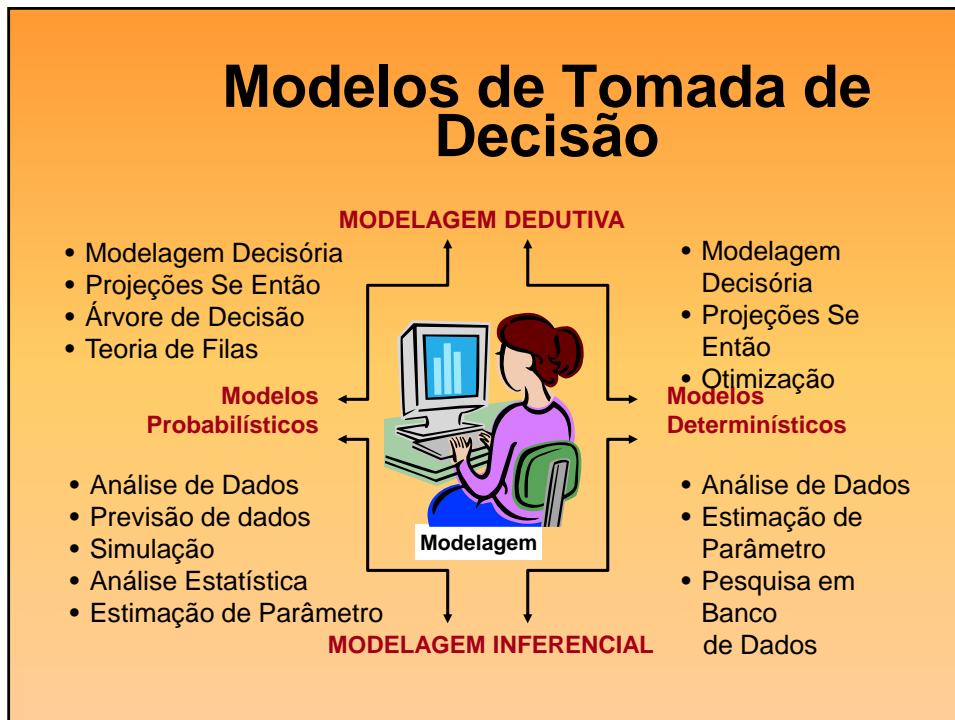 Modelos de Tomada de
Decisão
MODELAGEM DEDUTIVA
• Modelagem Decisória
• Projeções Se Então
• Árvore de Decisão
• Teoria de Filas
• Modelagem
Decisória
• Projeções Se
Então
• Otimização
Modelos
Probabilísticos
Modelos
Determinísticos
• Análise de Dados
• Previsão de dados
• Simulação
• Análise Estatística
• Estimação de Parâmetro
Modelagem
• Análise de Dados
• Estimação de
Parâmetro
• Pesquisa em
Banco
de Dados
MODELAGEM INFERENCIAL